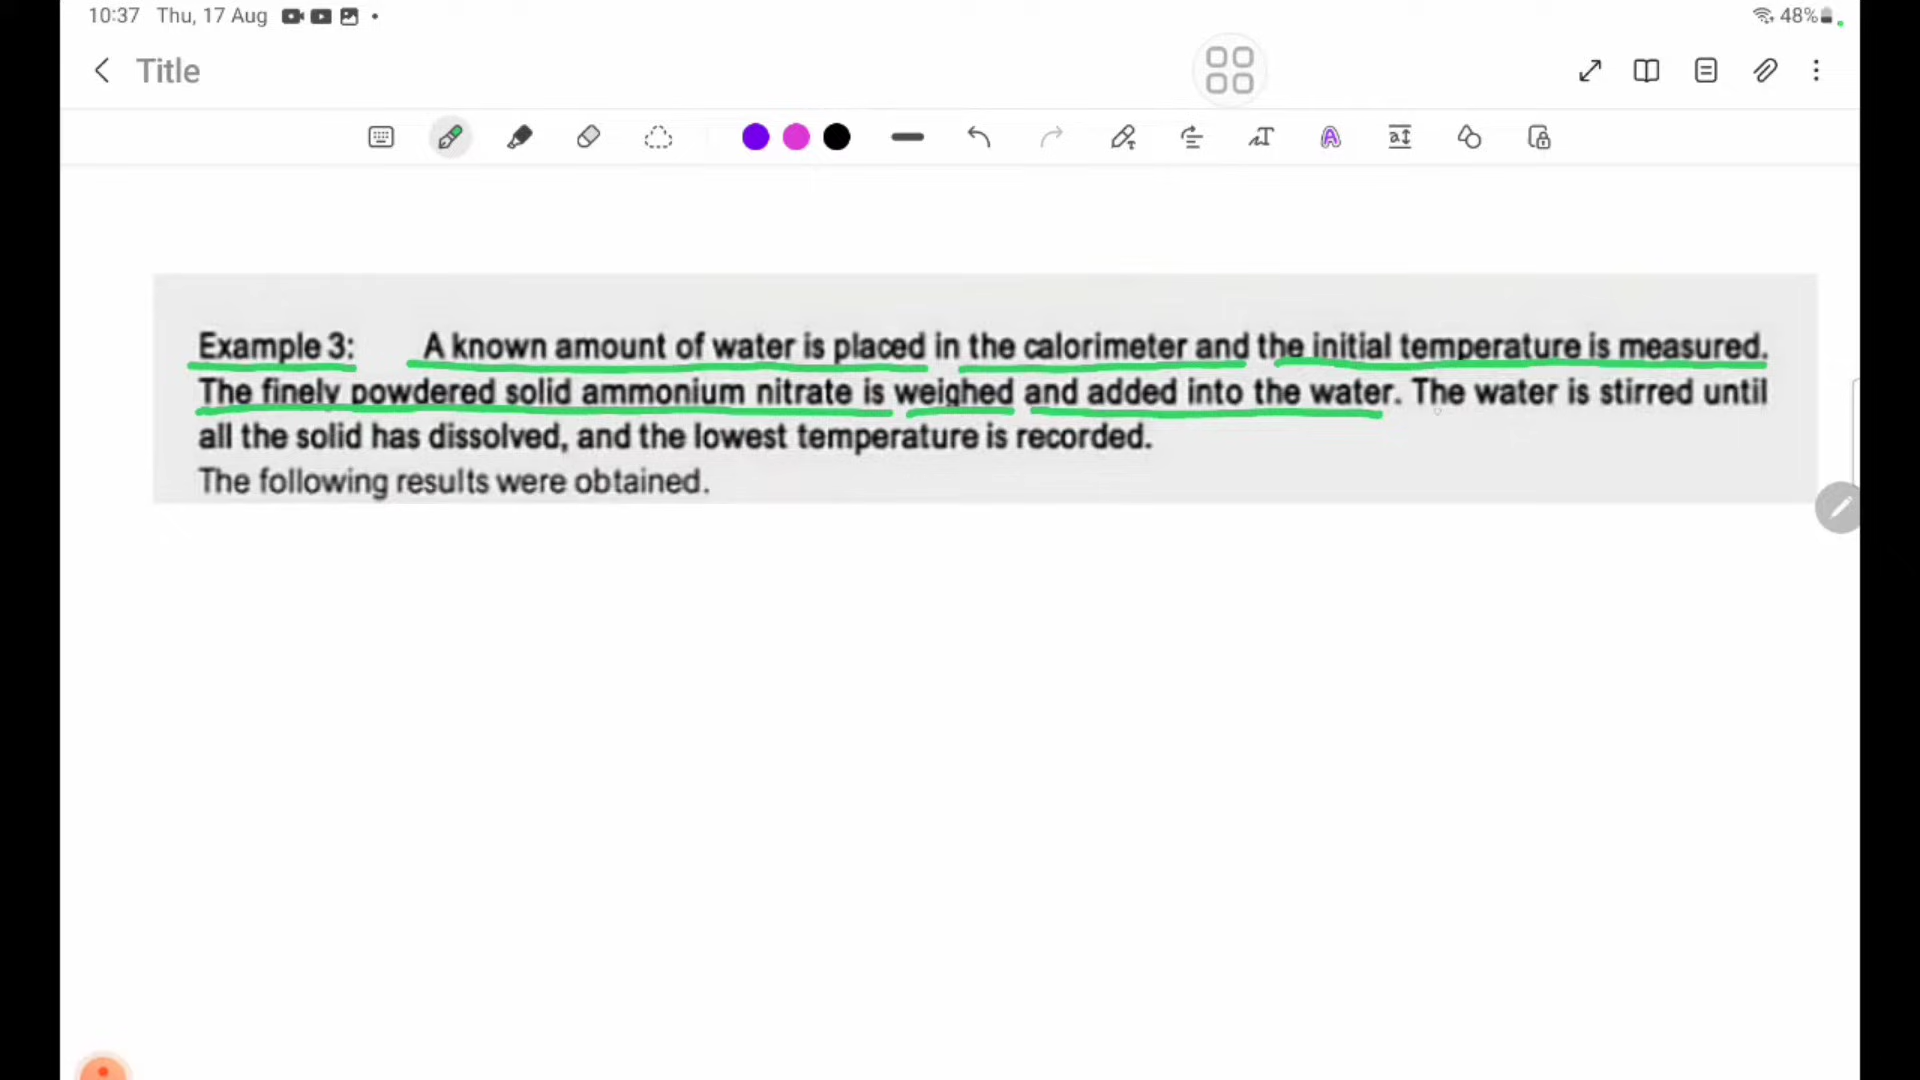 10:37 Thu, 17 Aug
48%
Title
Example 3: A known amount of water is placed in the calorimeter and the initial temperature is measured.
The finely powdered solid ammonium nitrate is weighed and added into the water. The water is stirred until
all the solid has dissolved, and the lowest temperature is recorded.
The following results were obtained.